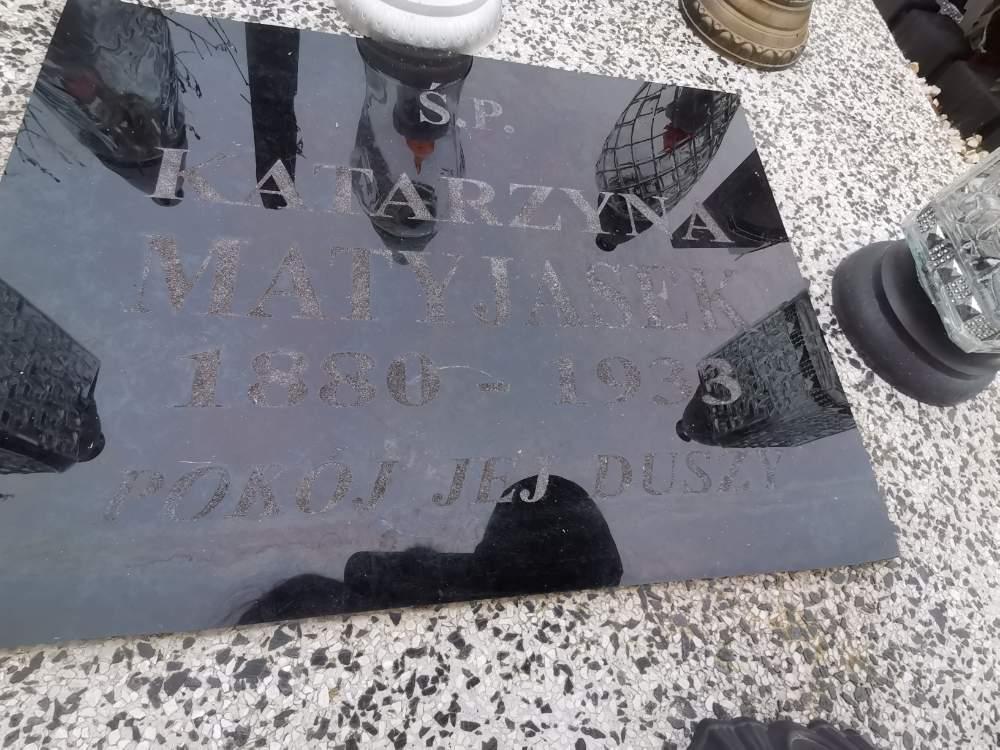 Ś.P.
KATARZYNA
MATYJASEK
1880 - 1933
POKÓJ JEJ DUSZY